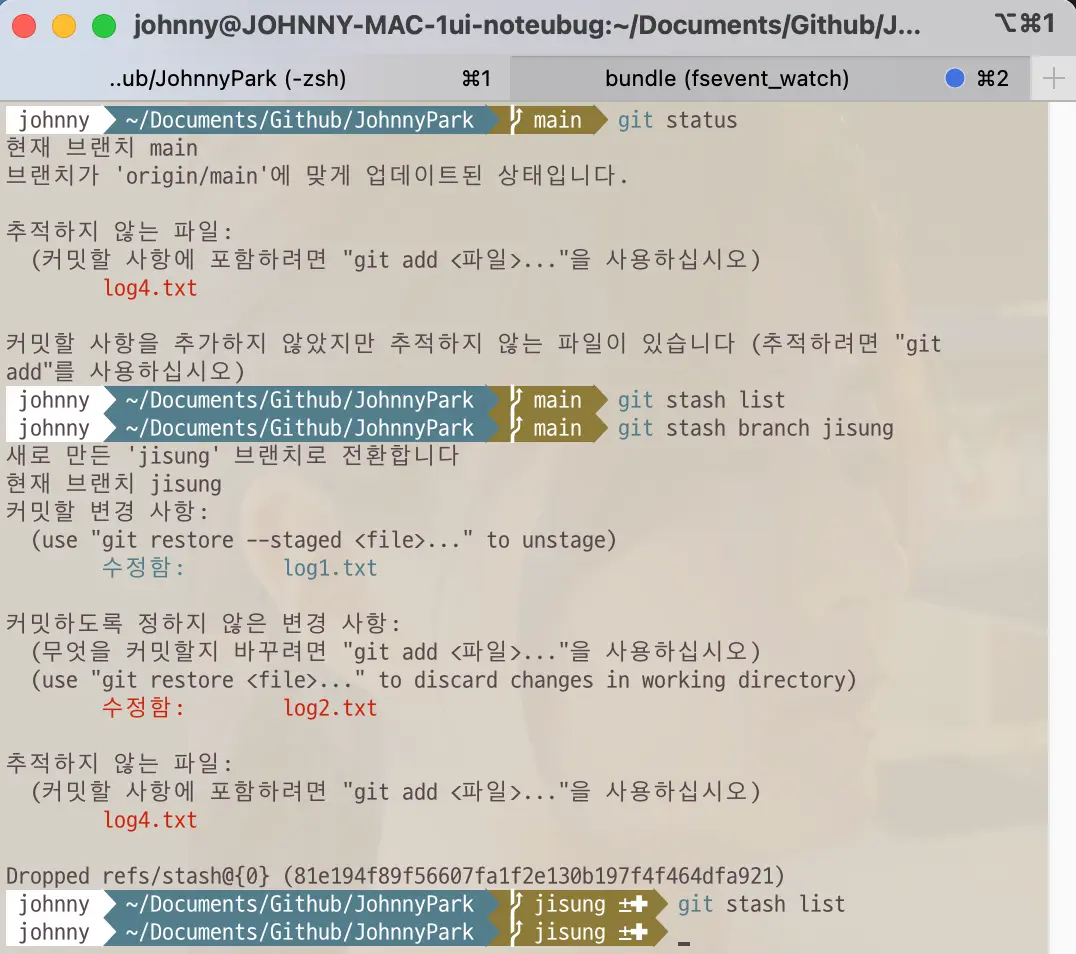 johnny@JOHNNY-MAC-1ui-noteubug:~/Documents/Github/J... ⌥⌘1
..ub/JohnnyPark (-zsh) ⌘1 bundle (fsevent_watch) ⌘2
johnny ~/Documents/Github/JohnnyPark main git status
현재 브랜치 main
브랜치가 'origin/main'에 맞게 업데이트된 상태입니다.
추적하지 않는 파일:
(커밋할 사항에 포함하려면 "git add <파일>..."을 사용하십시오)
log4.txt
커밋할 사항을 추가하지 않았지만 추적하지 않는 파일이 있습니다 (추적하려면 "git
add"를 사용하십시오)
johnny ~/Documents/Github/JohnnyPark main git stash list
johnny ~/Documents/Github/JohnnyPark main git stash branch jisung
새로 만든 'jisung' 브랜치로 전환합니다
현재 브랜치 jisung
커밋할 변경 사항:
(use "git restore --staged <file>..." to unstage)
수정함: log1.txt
커밋하도록 정하지 않은 변경 사항:
(무엇을 커밋할지 바꾸려면 "git add <파일>..."을 사용하십시오)
(use "git restore <file>..." to discard changes in working directory)
수정함: log2.txt
추적하지 않는 파일:
(커밋할 사항에 포함하려면 "git add <파일>..."을 사용하십시오)
log4.txt
Dropped refs/stash@{0} (81e194f89f56607fa1f2e130b197f4f464dfa921)
johnny ~/Documents/Github/JohnnyPark jisung ±✚ git stash list
johnny ~/Documents/Github/JohnnyPark jisung ±✚ _